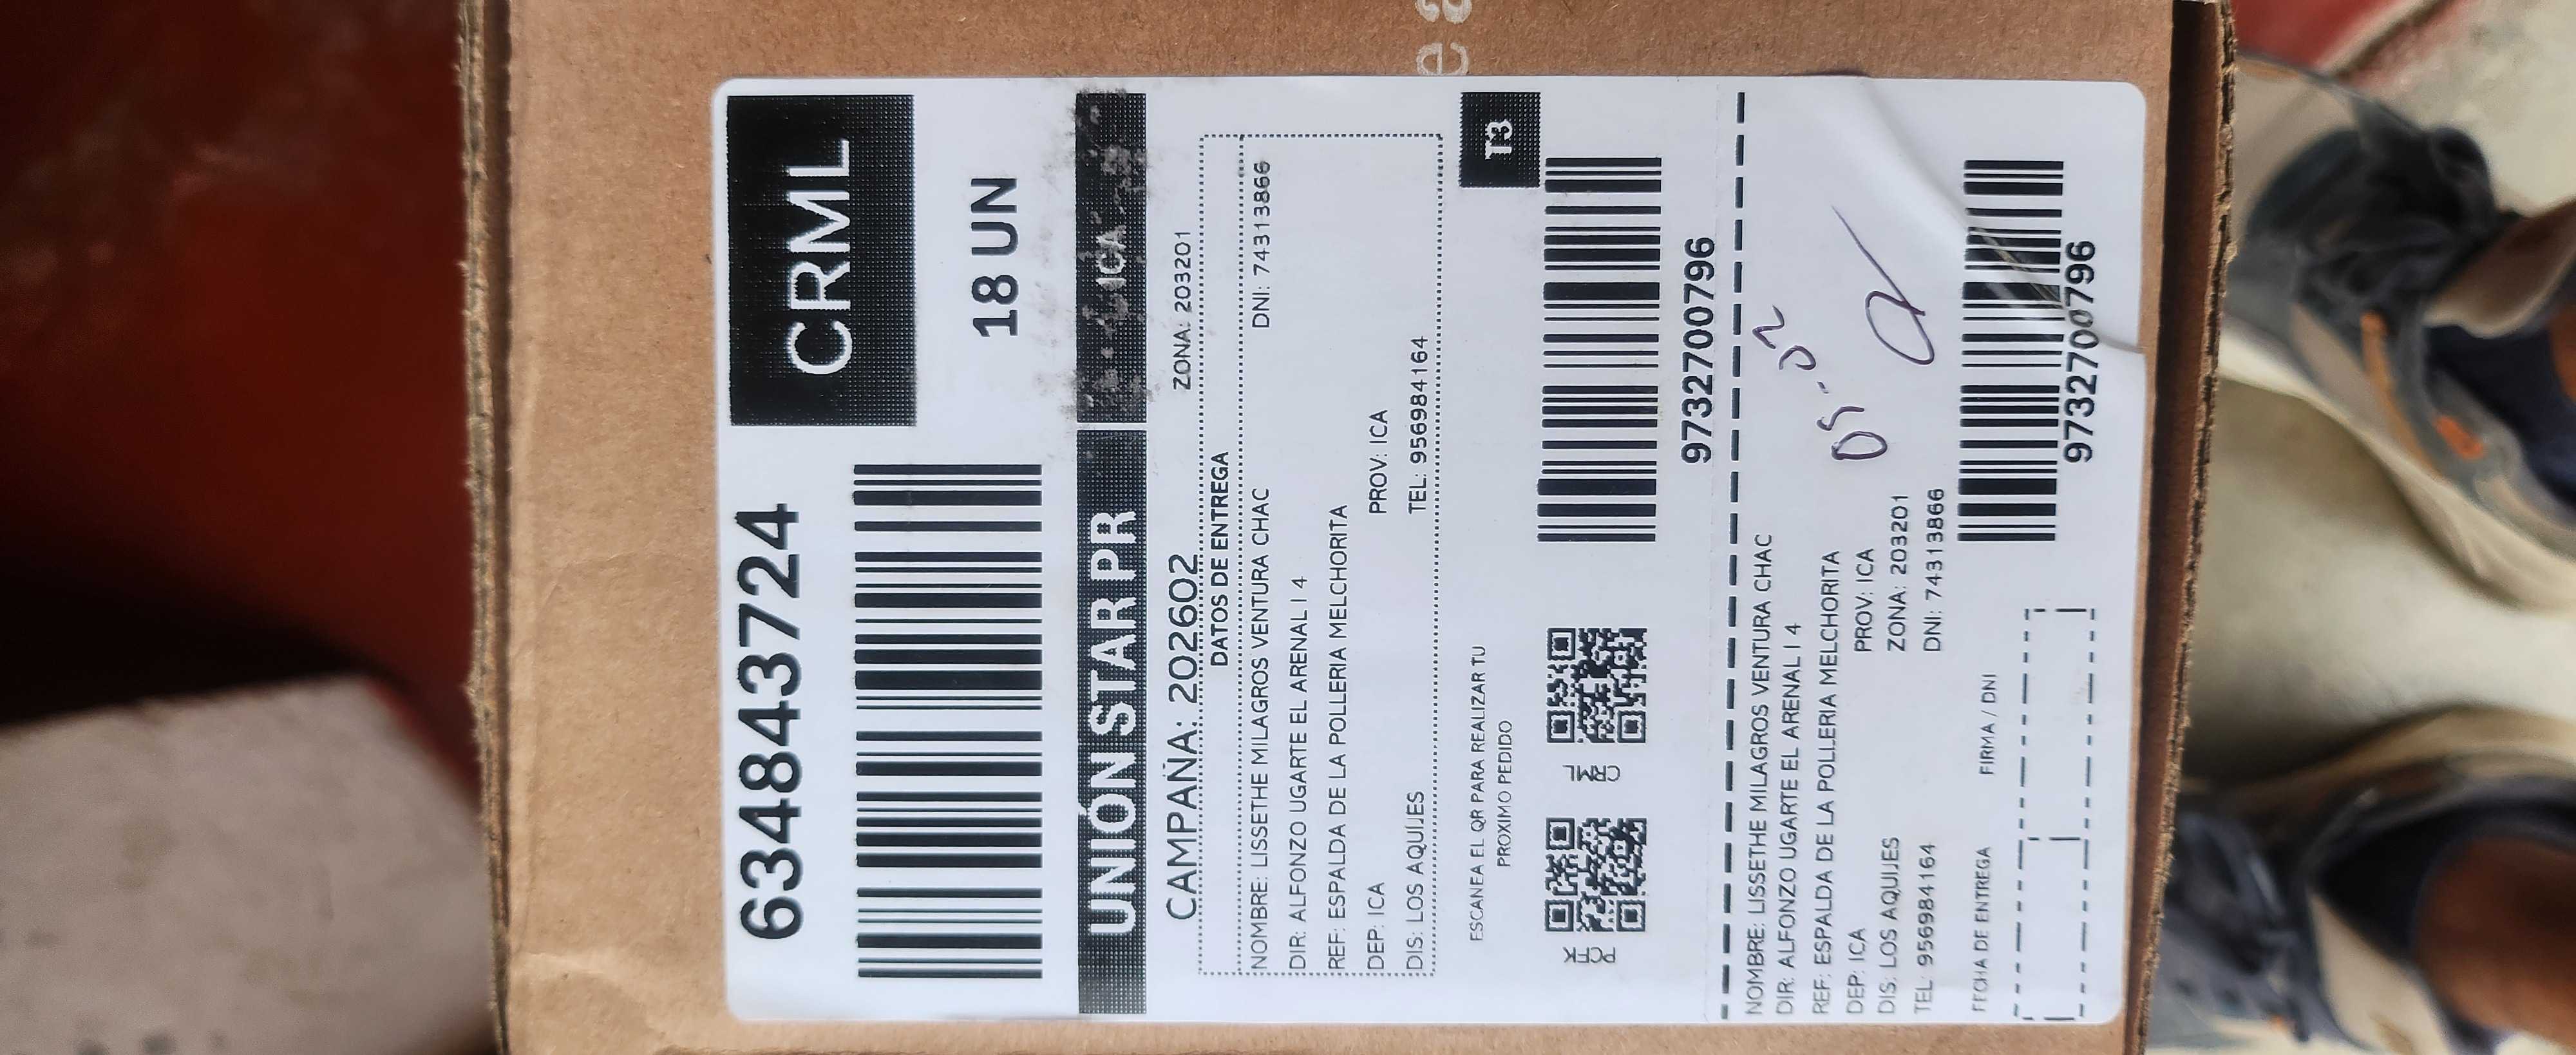 6348443724
CRML
18 UN
UNIÓN STAR PR
ICA
CAMPAÑA: 202602
ZONA: 203201
DATOS DE ENTREGA
NOMBRE: LISSETHE MILAGROS VENTURA CHAC
DNI: 74313866
DIR: ALFONZO UGARTE EL ARENAL I 4
REF: ESPALDA DE LA POLLERIA MELCHORITA
DEP: ICA PROV: ICA
DIS: LOS AQUIJES TEL: 956984164
T3
ESCANEA EL QR PARA REALIZAR TU
PROXIMO PEDIDO
9732700796
NOMBRE: LISSETHE MILAGROS VENTURA CHAC
DIR: ALFONZO UGARTE EL ARENAL I 4
REF: ESPALDA DE LA POLLERIA MELCHORITA
DEP: ICA PROV: ICA
DIS: LOS AQUIJES ZONA: 203201
TEL: 956984164 DNI: 74313866
FECHA DE ENTREGA FIRMA / DNI
9732700796